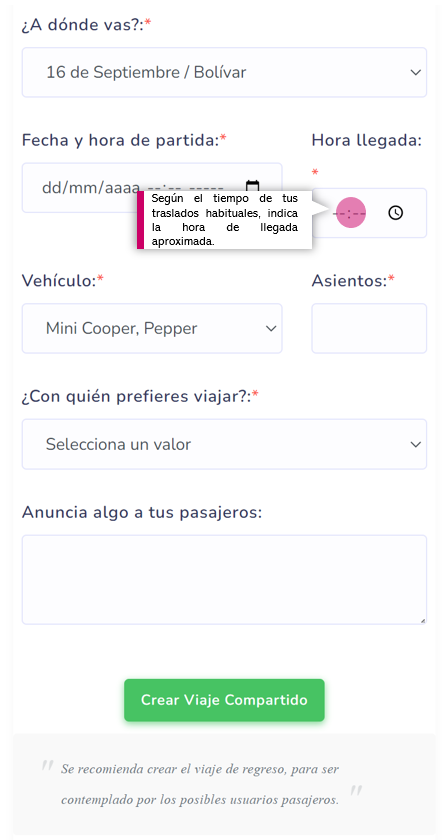 ¿A dónde vas?:*
16 de Septiembre / Bolívar
Fecha y hora de partida:*
Hora llegada:
*
dd/mm/aaaa --:-- -----
Según el tiempo de tus
traslados habituales, indica
la hora de llegada
aproximada.
--:--
Vehículo:*
Asientos:*
Mini Cooper, Pepper
¿Con quién prefieres viajar?:*
Selecciona un valor
Anuncia algo a tus pasajeros:
Crear Viaje Compartido
" Se recomienda crear el viaje de regreso, para ser
contemplado por los posibles usuarios pasajeros. "